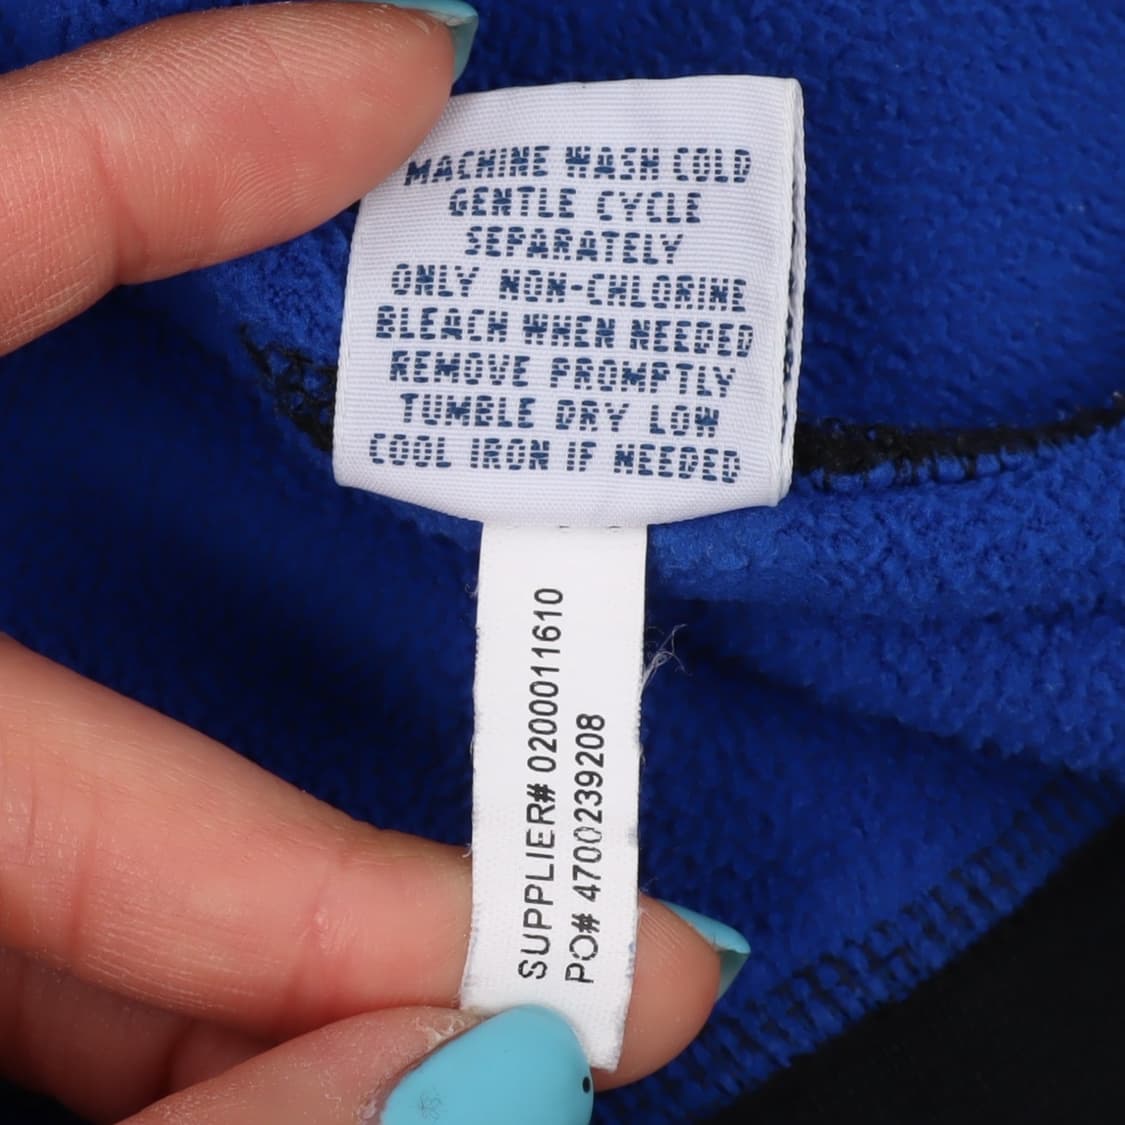 MACHINE WASH COLD
GENTLE CYCLE
SEPARATELY
ONLY NON-CHLORINE
BLEACH WHEN NEEDED
REMOVE PROMPTLY
TUMBLE DRY LOW
COOL IRON IF NEEDED
SUPPLIER# 0200011610
PO# 4700239208